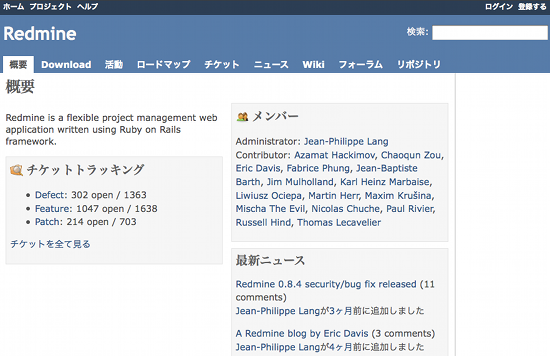 ホーム プロジェクト ヘルプ
ログイン 登録する
Redmine
検索:
概要 Download 活動 ロードマップ チケット ニュース Wiki フォーラム リポジトリ
概要
Redmine is a flexible project management web
application written using Ruby on Rails
framework.
チケットトラッキング
Defect: 302 open / 1363
Feature: 1047 open / 1638
Patch: 214 open / 703
チケットを全て見る
メンバー
Administrator: Jean-Philippe Lang
Contributor: Azamat Hackimov, Chaoqun Zou,
Eric Davis, Fabrice Phung, Jean-Baptiste
Barth, Jim Mulholland, Karl Heinz Marbaise,
Liwiusz Ociepa, Martin Herr, Maxim Krušina,
Mischa The Evil, Nicolas Chuche, Paul Rivier,
Russell Hind, Thomas Lecavelier
最新ニュース
Redmine 0.8.4 security/bug fix released (11
comments)
Jean-Philippe Langが3ヶ月前に追加しました
A Redmine blog by Eric Davis (3 comments)
Jean-Philippe Langが4ヶ月前に追加しました